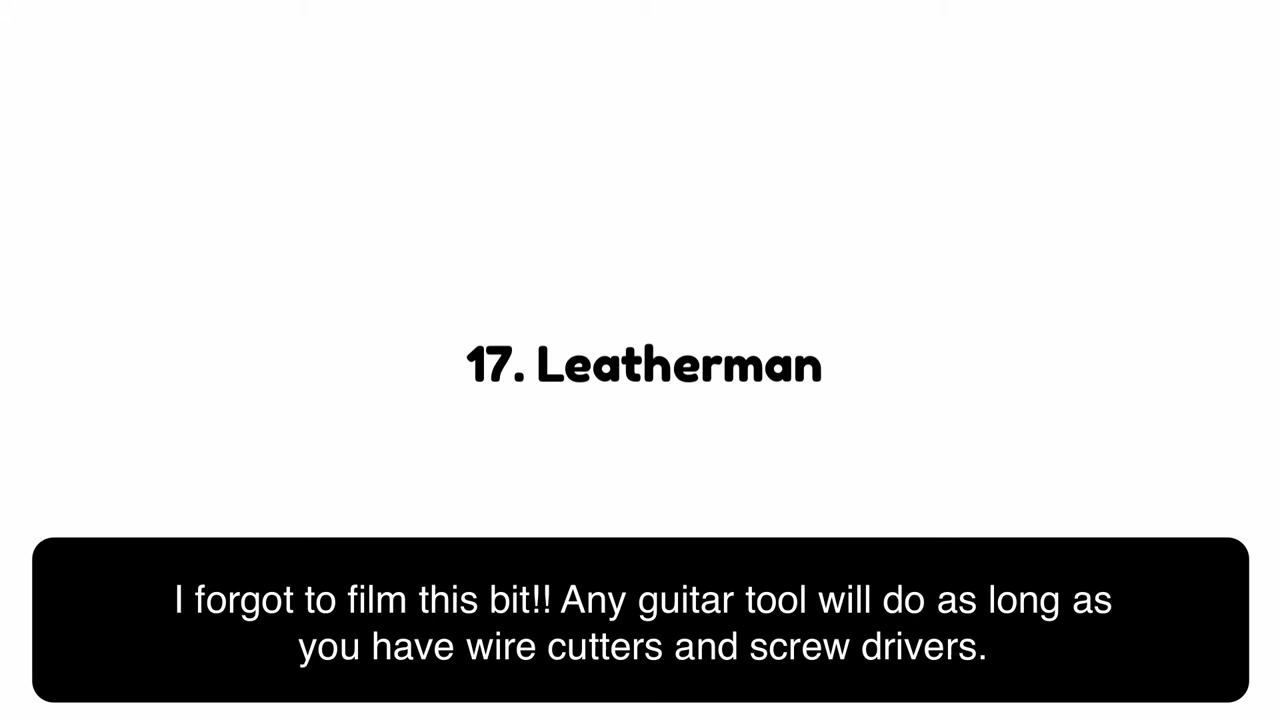 17. Leatherman
I forgot to film this bit!! Any guitar tool will do as long as
you have wire cutters and screw drivers.